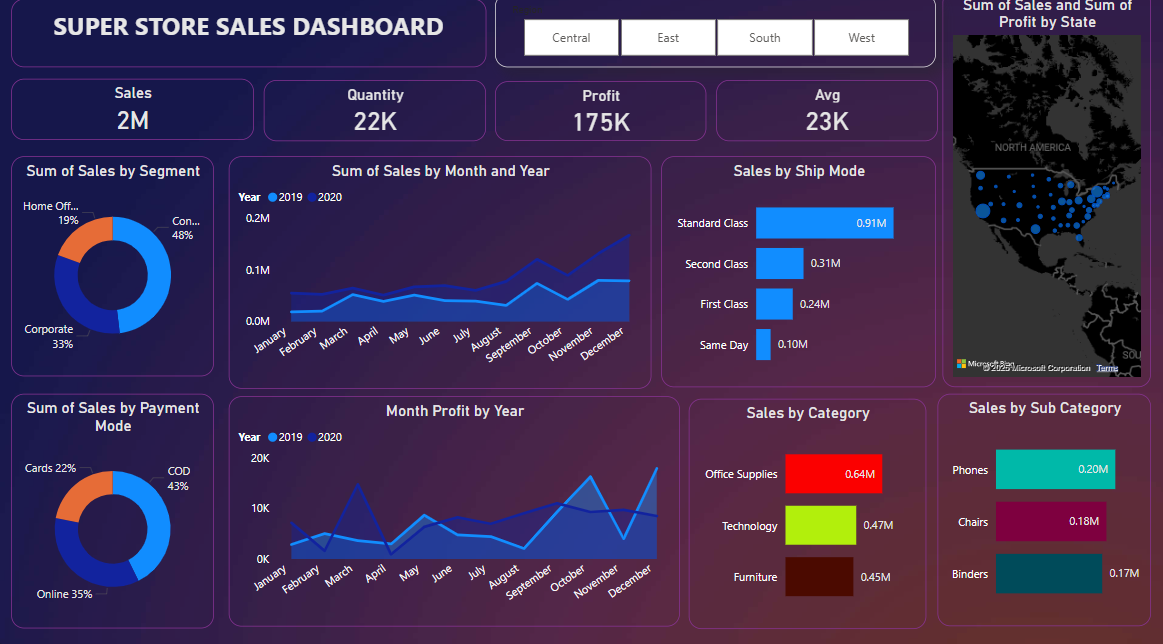 SUPER STORE SALES DASHBOARD
Central
East
South
West
Sum of Sales and Sum of
Profit by State
Sales
2M
Quantity
22K
Profit
175K
Avg
23K
NORTH AMERICA
SOU
Microsoft Bing
© 2025 Microsoft Corporation
Terms
Sum of Sales by Segment
Home Off...
19%
Con...
48%
Corporate
33%
Sum of Sales by Month and Year
Year 2019 2020
0.2M
0.1M
0.0M
January
February
March
April
May
June
July
August
September
October
November
December
Sales by Ship Mode
Standard Class 0.91M
Second Class 0.31M
First Class 0.24M
Same Day 0.10M
Sum of Sales by Payment
Mode
Cards 22%
COD
43%
Online 35%
Month Profit by Year
Year 2019 2020
20K
10K
0K
January
February
March
April
May
June
July
August
September
October
November
December
Sales by Category
Office Supplies 0.64M
Technology 0.47M
Furniture 0.45M
Sales by Sub Category
Phones 0.20M
Chairs 0.18M
Binders 0.17M